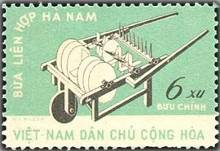 BỪA LIÊN HỢP HÀ NAM
6 xu
BƯU CHÍNH
VIỆT-NAM DÂN CHỦ CỘNG HÒA